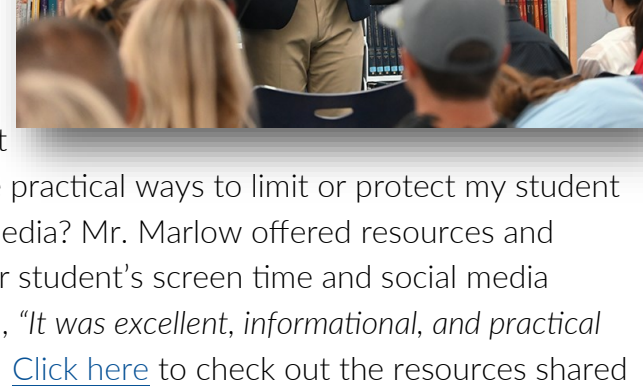 t
practical ways to limit or protect my student
edia? Mr. Marlow offered resources and
r student’s screen time and social media
, “It was excellent, informational, and practical
Click here to check out the resources shared